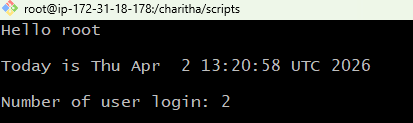 root@ip-172-31-18-178:/charitha/scripts
Hello root
Today is Thu Apr  2 13:20:58 UTC 2026
Number of user login: 2